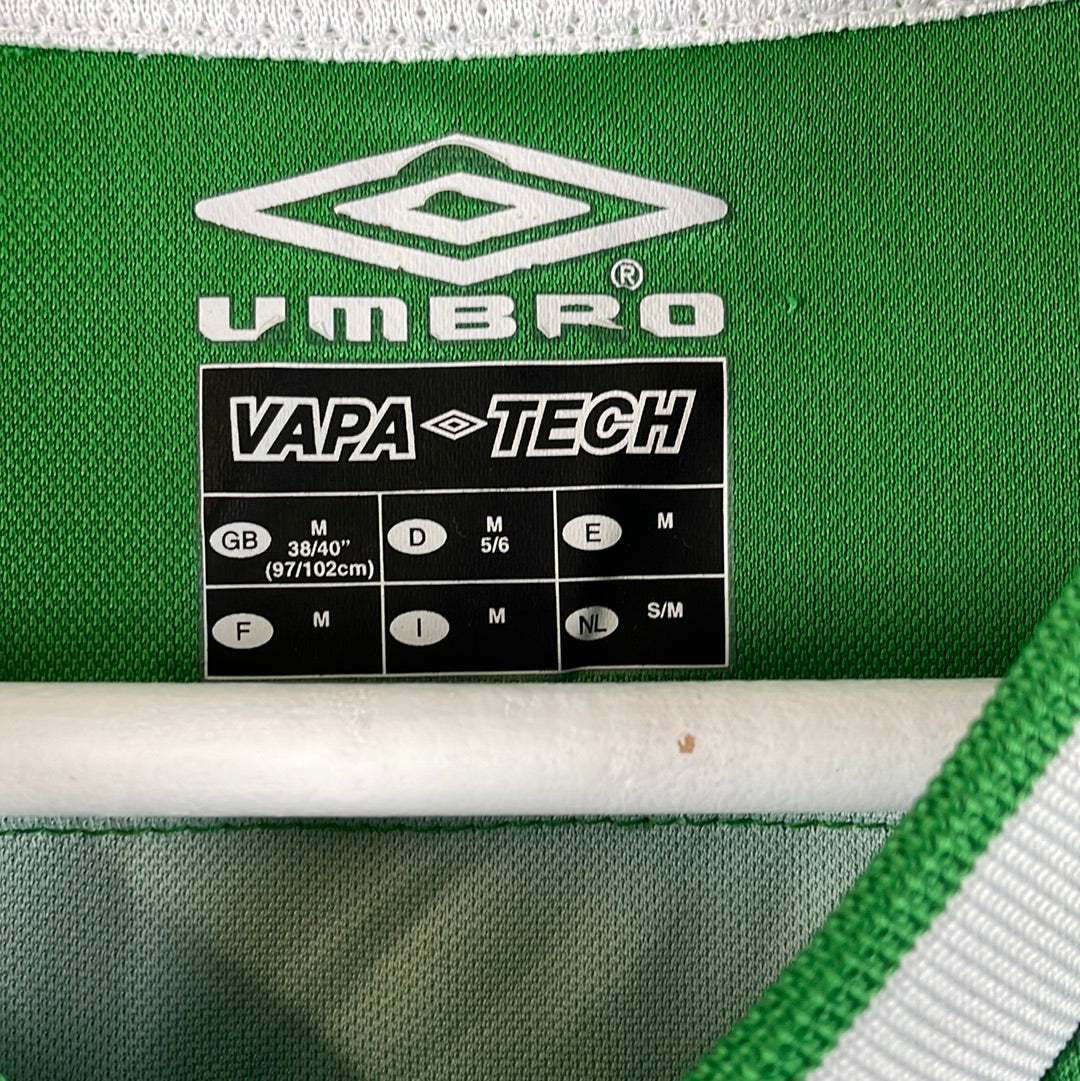 ®
UMBRO
VAPA TECH
GB M 38/40” (97/102cm)
D M 5/6
E M
F M
I M
NL S/M